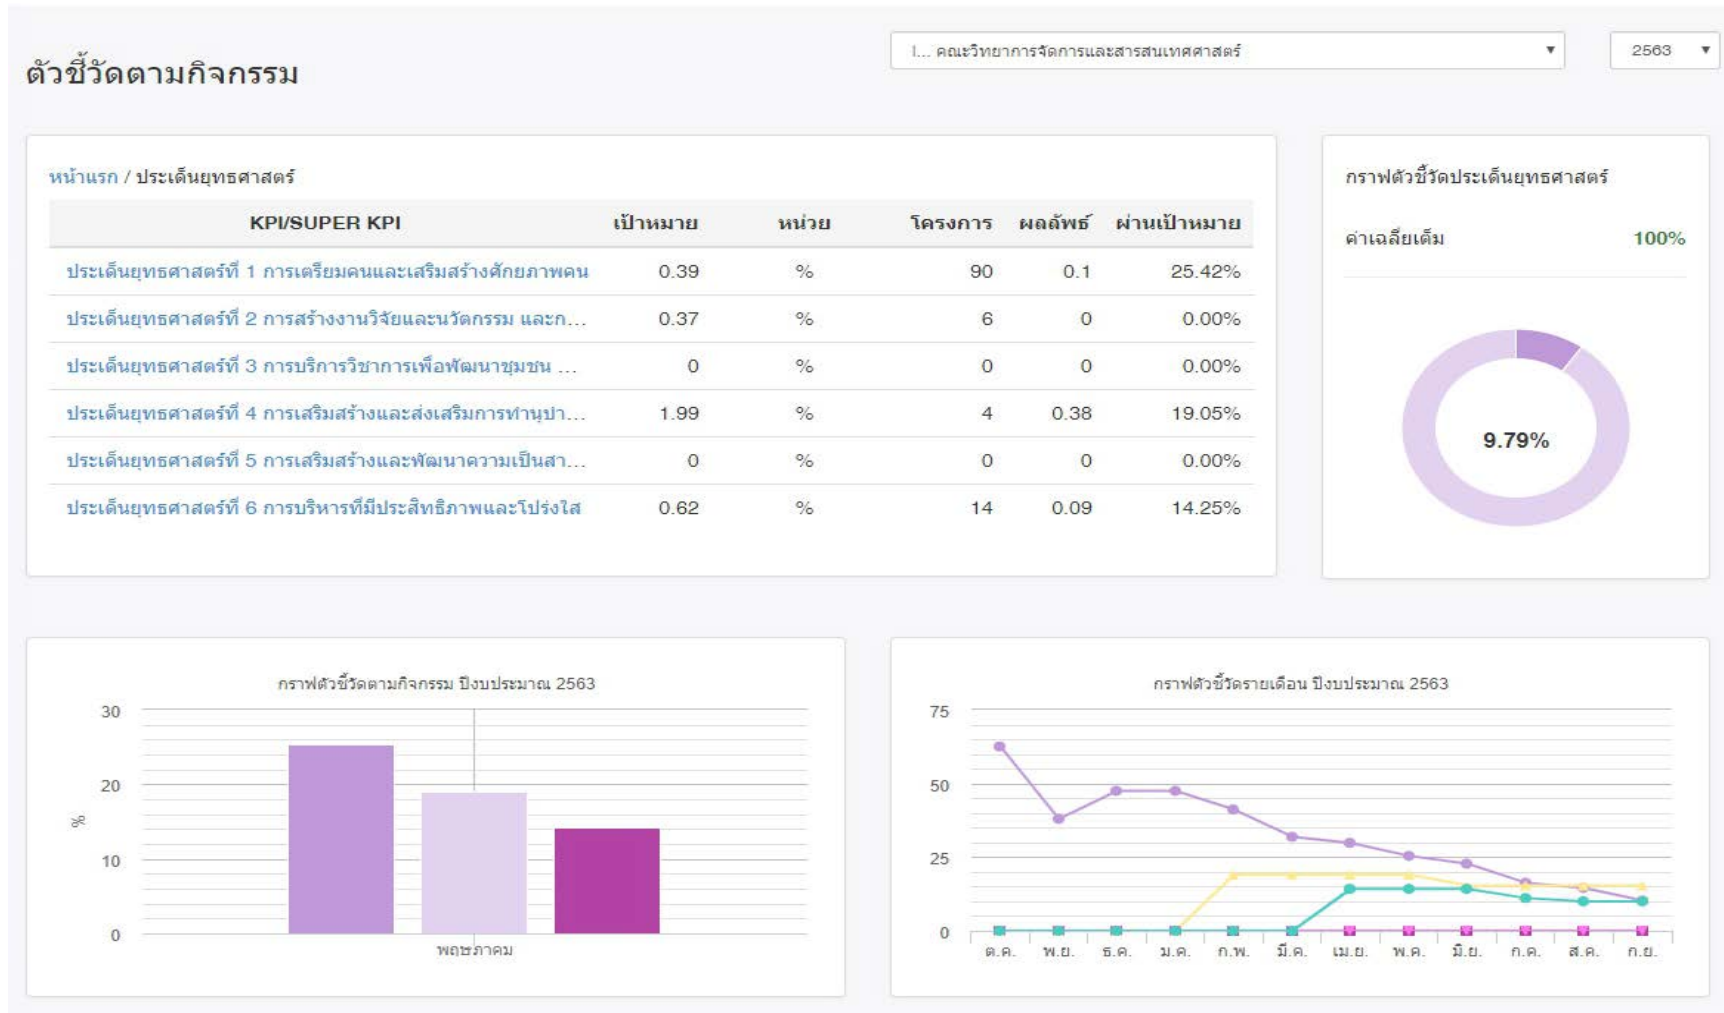 ตัวชี้วัดตามกิจกรรม
I... คณะวิทยาการจัดการและสารสนเทศศาสตร์
2563
หน้าแรก / ประเด็นยุทธศาสตร์
KPI/SUPER KPI เป้าหมาย หน่วย โครงการ ผลลัพธ์ ผ่านเป้าหมาย
ประเด็นยุทธศาสตร์ที่ 1 การเตรียมคนและเสริมสร้างศักยภาพคน 0.39 % 90 0.1 25.42%
ประเด็นยุทธศาสตร์ที่ 2 การสร้างงานวิจัยและนวัตกรรม และก... 0.37 % 6 0 0.00%
ประเด็นยุทธศาสตร์ที่ 3 การบริการวิชาการเพื่อพัฒนาชุมชน ... 0 % 0 0 0.00%
ประเด็นยุทธศาสตร์ที่ 4 การเสริมสร้างและส่งเสริมการทำนุปา... 1.99 % 4 0.38 19.05%
ประเด็นยุทธศาสตร์ที่ 5 การเสริมสร้างและพัฒนาความเป็นสา... 0 % 0 0 0.00%
ประเด็นยุทธศาสตร์ที่ 6 การบริหารที่มีประสิทธิภาพและโปร่งใส 0.62 % 14 0.09 14.25%
กราฟตัวชี้วัดประเด็นยุทธศาสตร์
ค่าเฉลี่ยเต็ม 100%
9.79%
กราฟตัวชี้วัดตามกิจกรรม ปีงบประมาณ 2563
30
20
%
10
0
พฤษภาคม
กราฟตัวชี้วัดรายเดือน ปีงบประมาณ 2563
75
50
25
0
ต.ค. พ.ย. ธ.ค. ม.ค. ก.พ. มี.ค. เม.ย. พ.ค. มิ.ย. ก.ค. ส.ค. ก.ย.